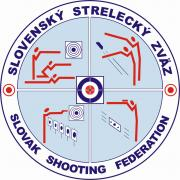 SLOVENSKÝ STRELECKÝ ZVÄZ
SLOVAK SHOOTING FEDERATION